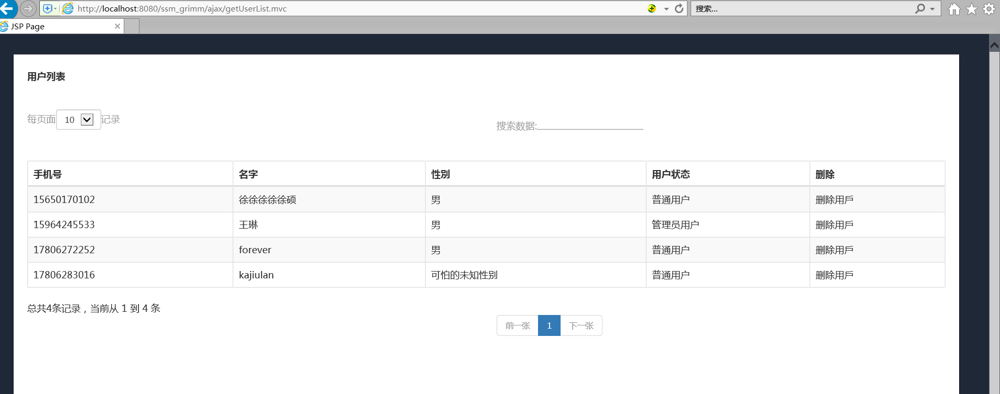 http://localhost:8080/ssm_grimm/ajax/getUserList.mvc 搜索...
JSP Page
用户列表
每页面 10 记录
搜索数据:
手机号 名字 性别 用户状态 删除
15650170102 徐徐徐徐徐硕 男 普通用户 删除用戶
15964245533 王琳 男 管理员用户 删除用戶
17806272252 forever 男 普通用户 删除用戶
17806283016 kajiulan 可怕的未知性别 普通用户 删除用戶
总共4条记录，当前从 1 到 4 条
前一张 1 下一张